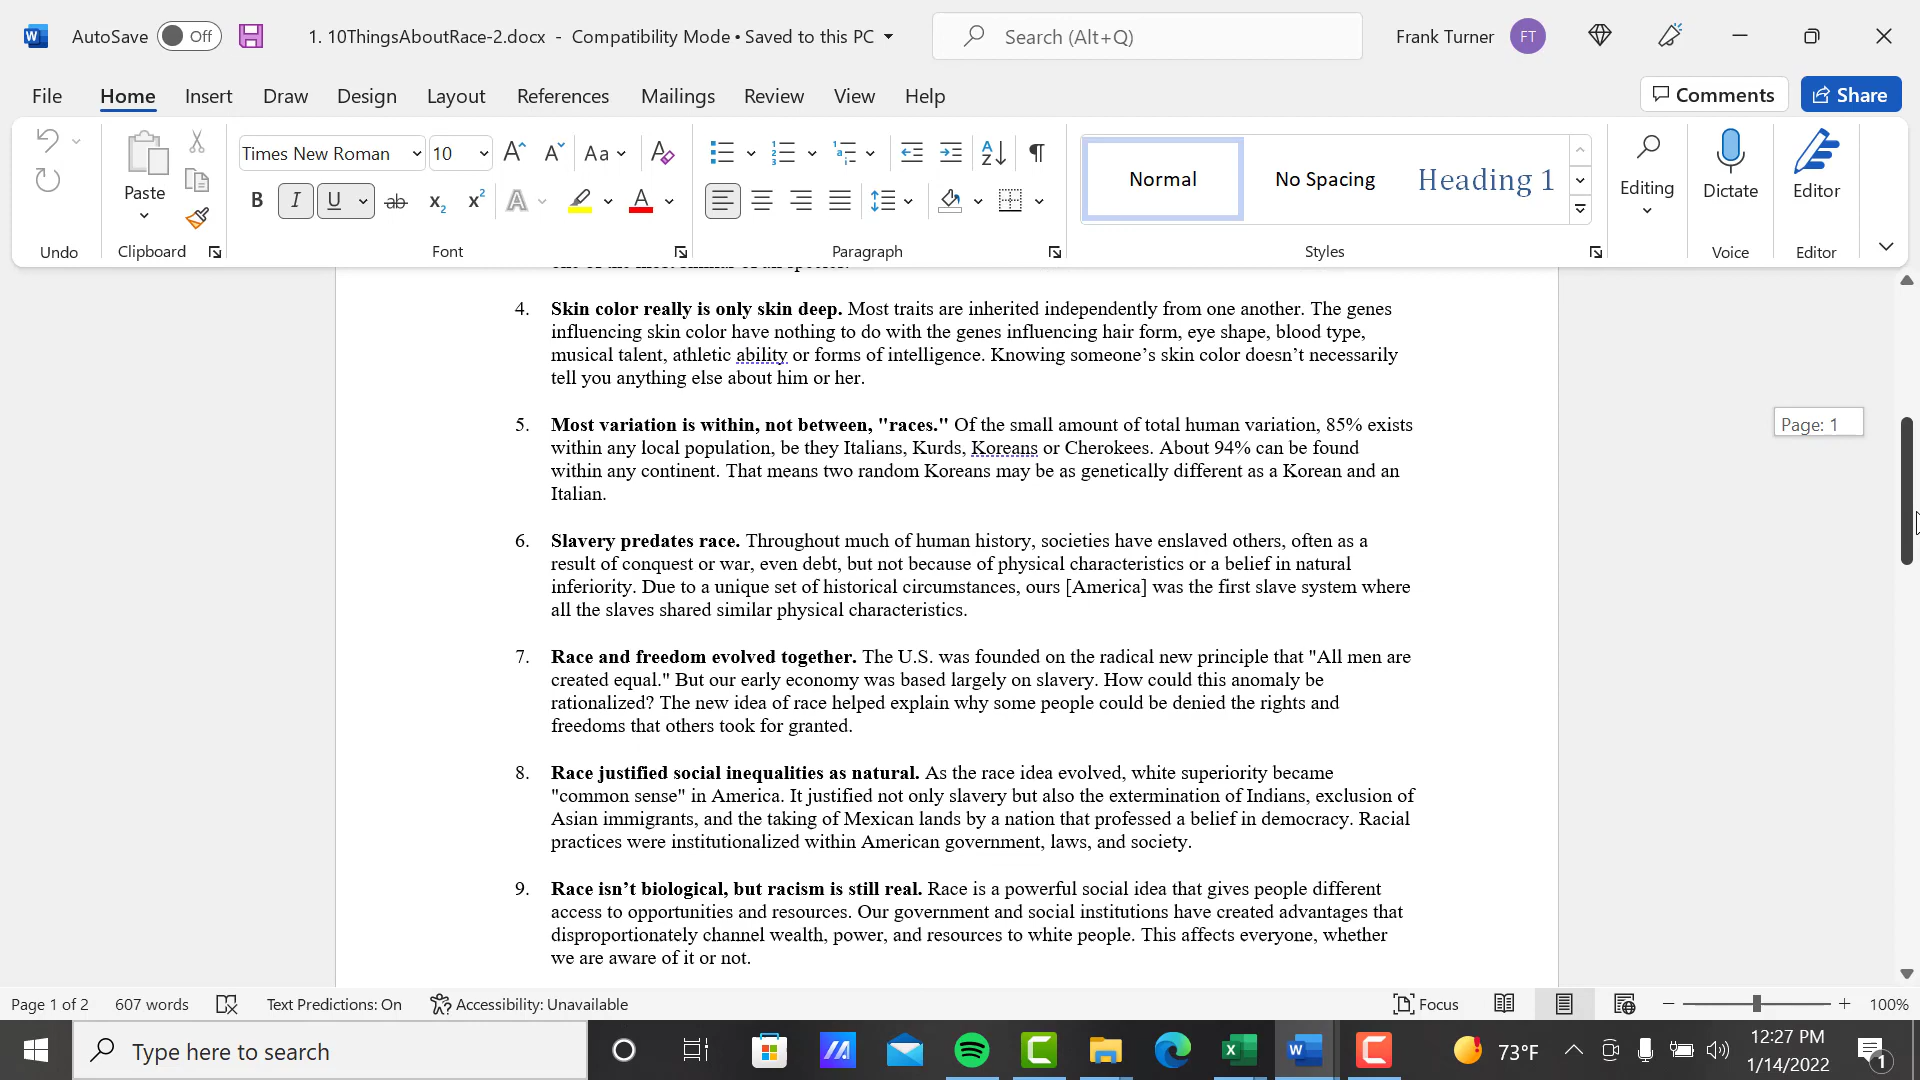 AutoSave Off 1. 10ThingsAboutRace-2.docx - Compatibility Mode • Saved to this PC Search (Alt+Q) Frank Turner FT
File Home Insert Draw Design Layout References Mailings Review View Help Comments Share
Times New Roman 10 Aa
Paste
B I U ab x₂ x² A A
Normal No Spacing Heading 1
Editing Dictate Editor
Undo Clipboard Font Paragraph Styles Voice Editor
4. Skin color really is only skin deep. Most traits are inherited independently from one another. The genes
influencing skin color have nothing to do with the genes influencing hair form, eye shape, blood type,
musical talent, athletic ability or forms of intelligence. Knowing someone's skin color doesn't necessarily
tell you anything else about him or her.
5. Most variation is within, not between, "races." Of the small amount of total human variation, 85% exists
within any local population, be they Italians, Kurds, Koreans or Cherokees. About 94% can be found
within any continent. That means two random Koreans may be as genetically different as a Korean and an
Italian.
Page: 1
6. Slavery predates race. Throughout much of human history, societies have enslaved others, often as a
result of conquest or war, even debt, but not because of physical characteristics or a belief in natural
inferiority. Due to a unique set of historical circumstances, ours [America] was the first slave system where
all the slaves shared similar physical characteristics.
7. Race and freedom evolved together. The U.S. was founded on the radical new principle that "All men are
created equal." But our early economy was based largely on slavery. How could this anomaly be
rationalized? The new idea of race helped explain why some people could be denied the rights and
freedoms that others took for granted.
8. Race justified social inequalities as natural. As the race idea evolved, white superiority became
"common sense" in America. It justified not only slavery but also the extermination of Indians, exclusion of
Asian immigrants, and the taking of Mexican lands by a nation that professed a belief in democracy. Racial
practices were institutionalized within American government, laws, and society.
9. Race isn't biological, but racism is still real. Race is a powerful social idea that gives people different
access to opportunities and resources. Our government and social institutions have created advantages that
disproportionately channel wealth, power, and resources to white people. This affects everyone, whether
we are aware of it or not.
Page 1 of 2 607 words Text Predictions: On Accessibility: Unavailable Focus 100%
Type here to search 73°F 12:27 PM
1/14/2022 1